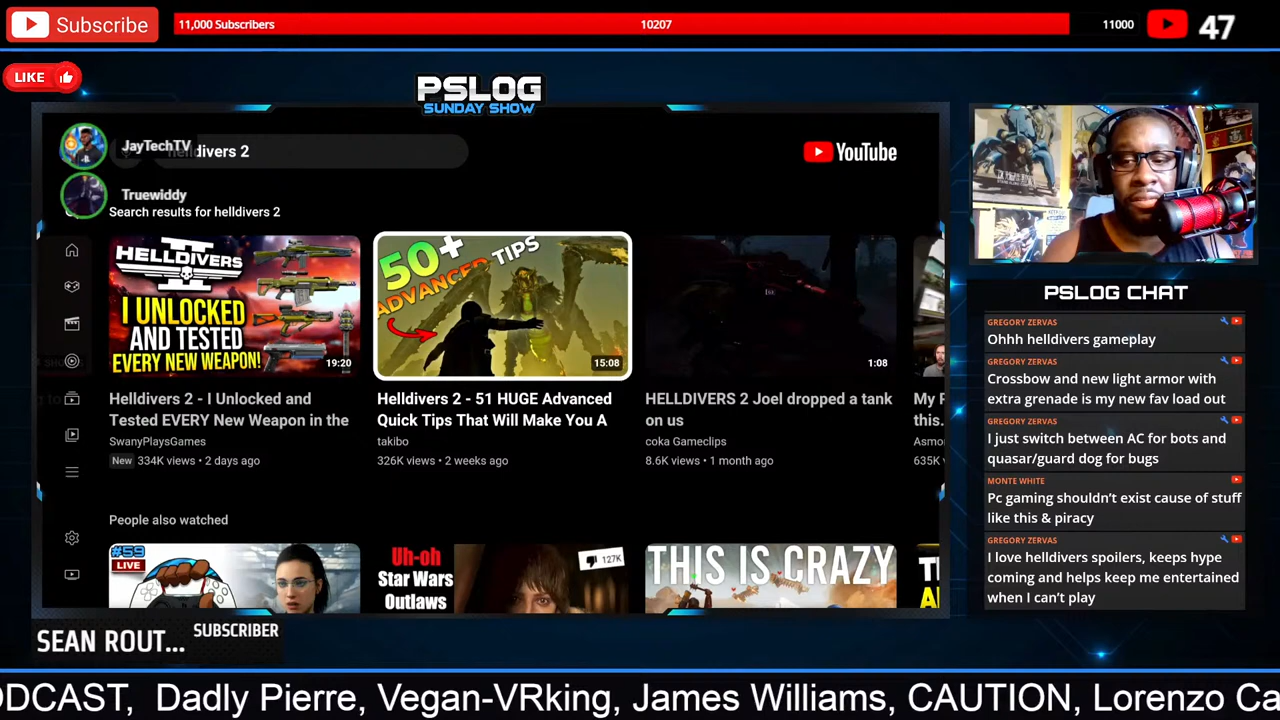 Subscribe
11,000 Subscribers
10207
11000
47
LIKE
PSLOG
SUNDAY SHOW
JayTechTV
helldivers 2
YouTube
Truewiddy
Search results for helldivers 2
HELLDIVERS
II
I UNLOCKED
AND TESTED
EVERY NEW WEAPON!
19:20
50+
ADVANCED TIPS
15:08
1:08
Helldivers 2 - I Unlocked and
Tested EVERY New Weapon in the
SwanyPlaysGames
New 334K views • 2 days ago
Helldivers 2 - 51 HUGE Advanced
Quick Tips That Will Make You A
takibo
326K views • 2 weeks ago
HELLDIVERS 2 Joel dropped a tank
on us
coka Gameclips
8.6K views • 1 month ago
My
this.
Asmo
635K
People also watched
#59
LIVE
Uh-oh
Star Wars
Outlaws
127K
THIS IS CRAZY
PSLOG CHAT
GREGORY ZERVAS
Ohhh helldivers gameplay
GREGORY ZERVAS
Crossbow and new light armor with
extra grenade is my new fav load out
GREGORY ZERVAS
I just switch between AC for bots and
quasar/guard dog for bugs
MONTE WHITE
Pc gaming shouldn't exist cause of stuff
like this & piracy
GREGORY ZERVAS
I love helldivers spoilers, keeps hype
coming and helps keep me entertained
when I can't play
SEAN ROUT...
SUBSCRIBER
ODCAST, Dadly Pierre, Vegan-VRking, James Williams, CAUTION, Lorenzo Ca